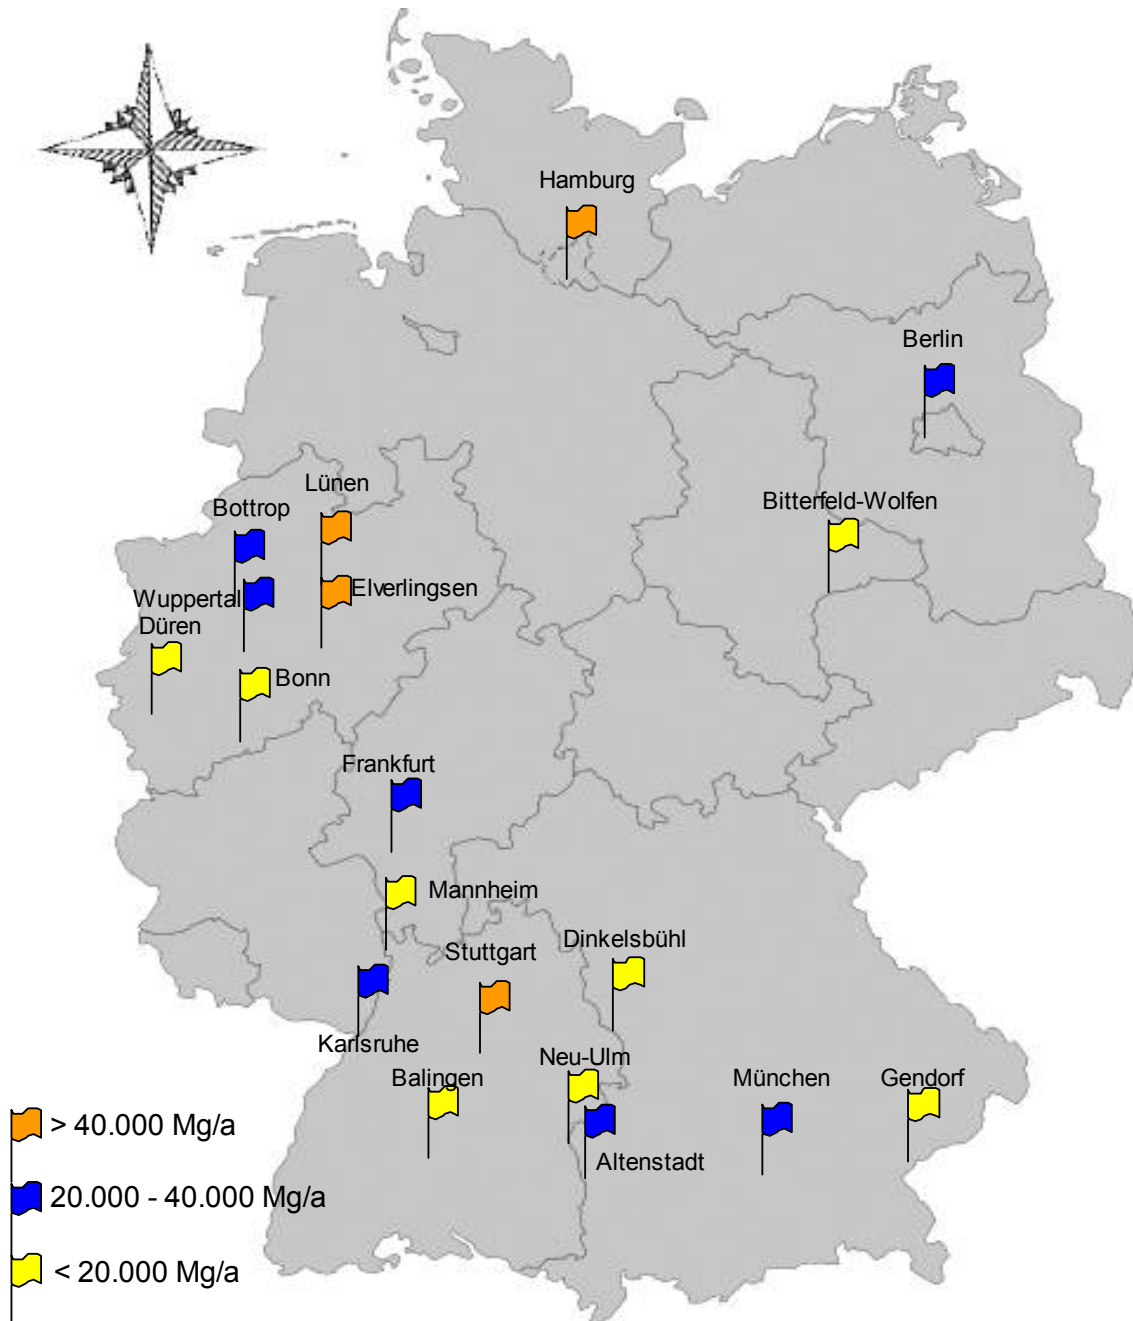 Hamburg
Berlin
Lünen
Bottrop
Bitterfeld-Wolfen
Elverlingsen
Wuppertal
Düren
Bonn
Frankfurt
Mannheim
Dinkelsbühl
Stuttgart
Karlsruhe
Neu-Ulm
Balingen
München
Gendorf
Altenstadt
> 40.000 Mg/a
20.000 - 40.000 Mg/a
< 20.000 Mg/a